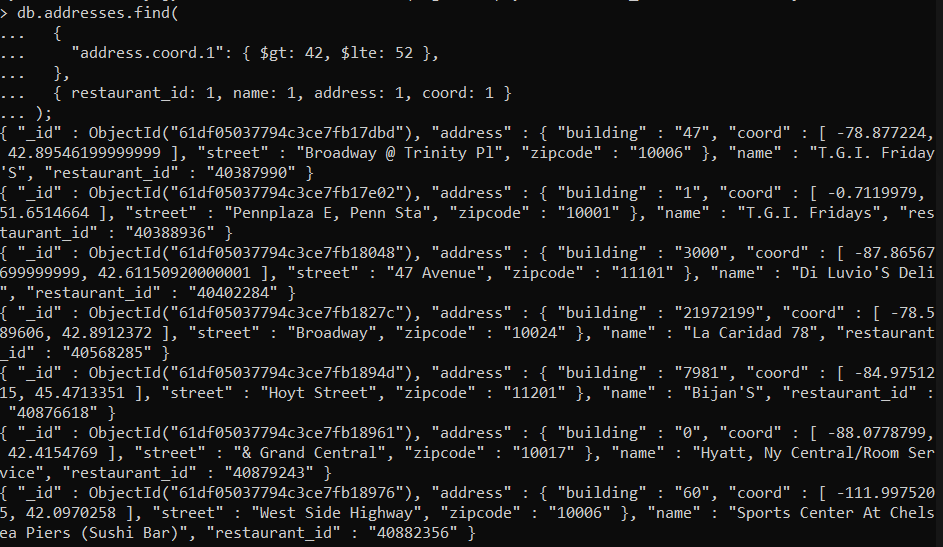 > db.addresses.find(
...   {
...     "address.coord.1": { $gt: 42, $lte: 52 },
...   },
...   { restaurant_id: 1, name: 1, address: 1, coord: 1 }
... );
{ "_id" : ObjectId("61df05037794c3ce7fb17dbd"), "address" : { "building" : "47", "coord" : [ -78.877224,
 42.89546199999999 ], "street" : "Broadway @ Trinity Pl", "zipcode" : "10006" }, "name" : "T.G.I. Friday
'S", "restaurant_id" : "40387990" }
{ "_id" : ObjectId("61df05037794c3ce7fb17e02"), "address" : { "building" : "1", "coord" : [ -0.7119979,
51.6514664 ], "street" : "Pennplaza E, Penn Sta", "zipcode" : "10001" }, "name" : "T.G.I. Fridays", "res
taurant_id" : "40388936" }
{ "_id" : ObjectId("61df05037794c3ce7fb18048"), "address" : { "building" : "3000", "coord" : [ -87.86567
699999999, 42.61150920000001 ], "street" : "47 Avenue", "zipcode" : "11101" }, "name" : "Di Luvio'S Deli
", "restaurant_id" : "40402284" }
{ "_id" : ObjectId("61df05037794c3ce7fb1827c"), "address" : { "building" : "21972199", "coord" : [ -78.5
89606, 42.8912372 ], "street" : "Broadway", "zipcode" : "10024" }, "name" : "La Caridad 78", "restaurant
_id" : "40568285" }
{ "_id" : ObjectId("61df05037794c3ce7fb1894d"), "address" : { "building" : "7981", "coord" : [ -84.97512
15, 45.4713351 ], "street" : "Hoyt Street", "zipcode" : "11201" }, "name" : "Bijan'S", "restaurant_id" :
 "40876618" }
{ "_id" : ObjectId("61df05037794c3ce7fb18961"), "address" : { "building" : "0", "coord" : [ -88.0778799,
 42.4154769 ], "street" : "& Grand Central", "zipcode" : "10017" }, "name" : "Hyatt, Ny Central/Room Ser
vice", "restaurant_id" : "40879243" }
{ "_id" : ObjectId("61df05037794c3ce7fb18976"), "address" : { "building" : "60", "coord" : [ -111.997520
5, 42.0970258 ], "street" : "West Side Highway", "zipcode" : "10006" }, "name" : "Sports Center At Chels
ea Piers (Sushi Bar)", "restaurant_id" : "40882356" }